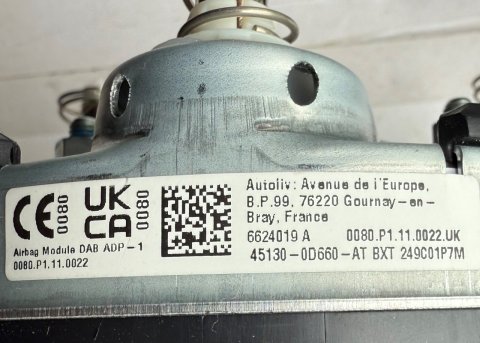 CE 0080
UK
CA 0080
Airbag Module DAB ADP-1
0080.P1.11.0022
Autoliv: Avenue de l'Europe,
B.P.99, 76220 Gournay-en-
Bray, France
6624019 A 0080.P1.11.0022.UK
45130-0D660-AT BXT 249C01P7M